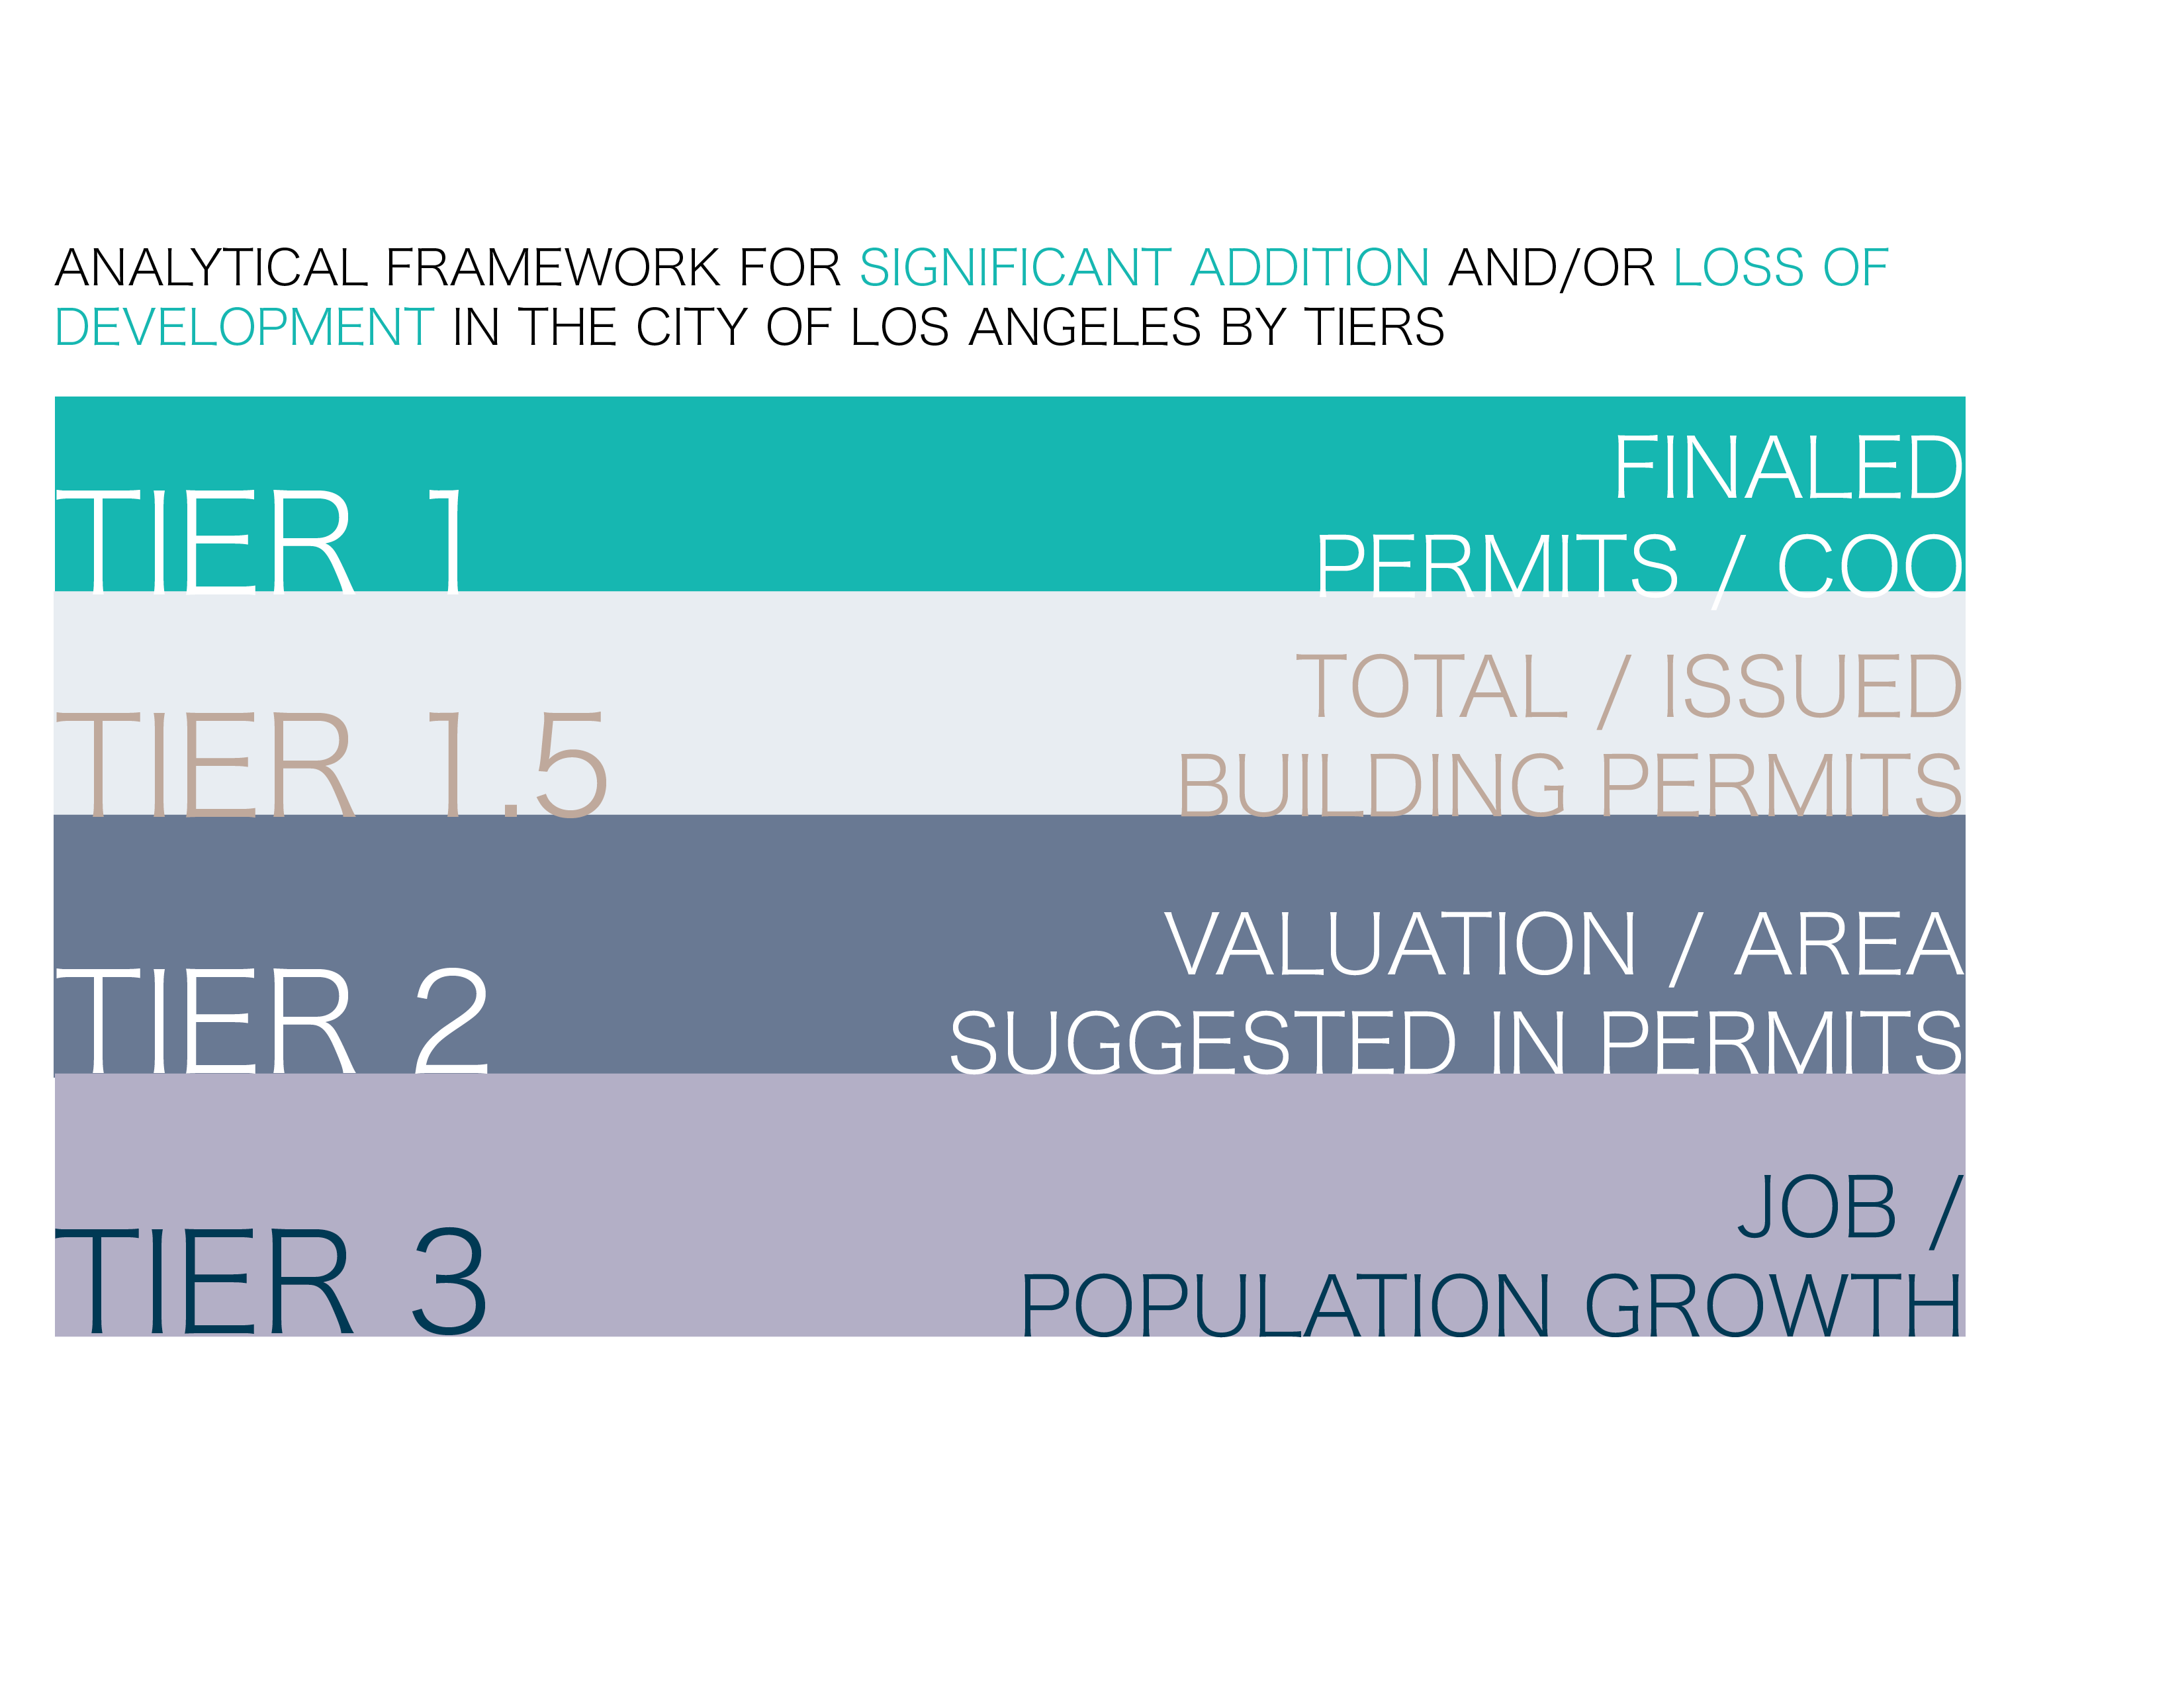 ANALYTICAL FRAMEWORK FOR SIGNIFICANT ADDITION AND/OR LOSS OF
DEVELOPMENT IN THE CITY OF LOS ANGELES BY TIERS
FINALED
TIER 1
PERMITS / COO
TOTAL / ISSUED
TIER 1.5
BUILDING PERMITS
VALUATION / AREA
TIER 2
SUGGESTED IN PERMITS
JOB /
TIER 3
POPULATION GROWTH